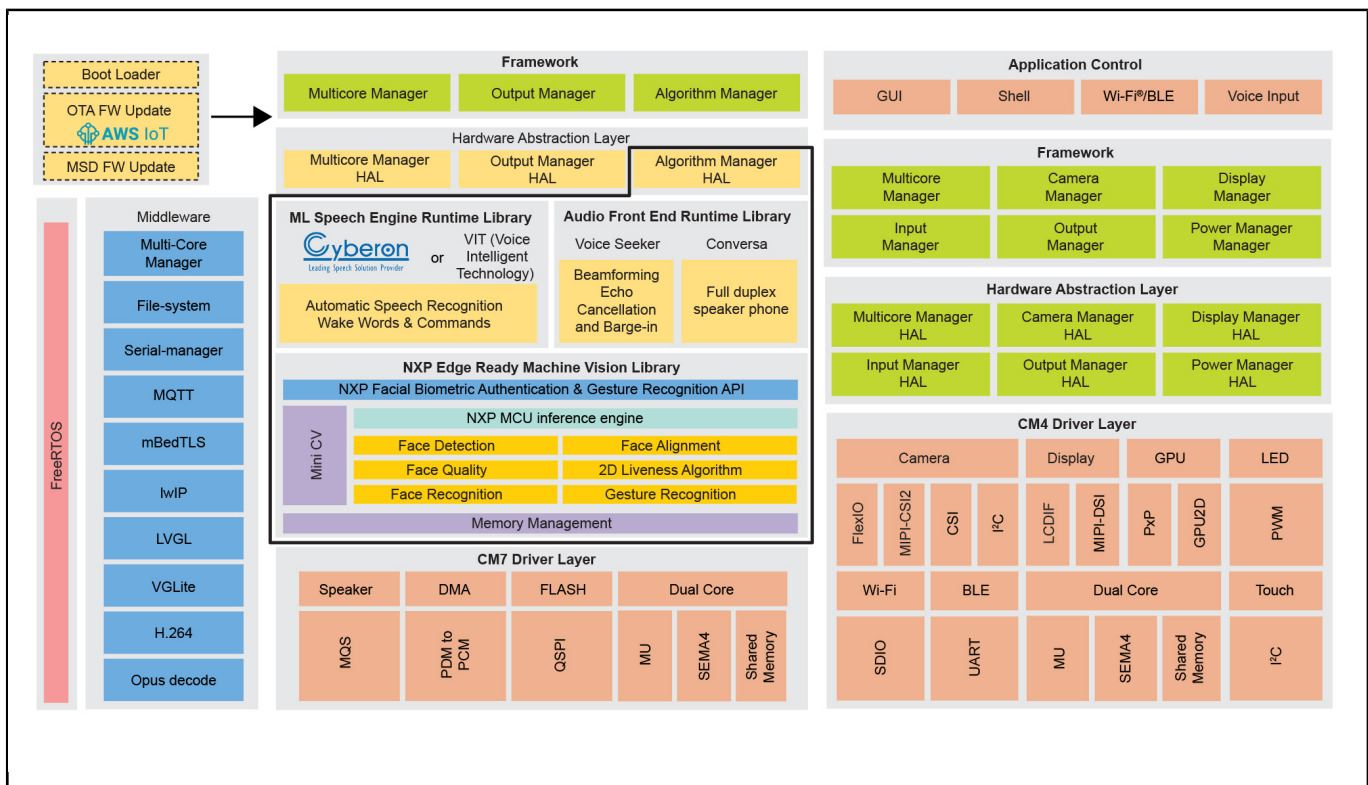 Boot Loader
OTA FW Update
AWS IoT
MSD FW Update
FreeRTOS
Middleware
Multi-Core
Manager
File-system
Serial-manager
MQTT
mBedTLS
IwIP
LVGL
VGLite
H.264
Opus decode
Framework
Multicore Manager
Output Manager
Algorithm Manager
Hardware Abstraction Layer
Multicore Manager
HAL
Output Manager
HAL
Algorithm Manager
HAL
ML Speech Engine Runtime Library
Cyberon
Leading Speech Solution Provider
or
VIT (Voice
Intelligent
Technology)
Automatic Speech Recognition
Wake Words & Commands
Audio Front End Runtime Library
Voice Seeker
Beamforming
Echo
Cancellation
and Barge-in
Conversa
Full duplex
speaker phone
NXP Edge Ready Machine Vision Library
NXP Facial Biometric Authentication & Gesture Recognition API
Mini CV
NXP MCU inference engine
Face Detection
Face Alignment
Face Quality
2D Liveness Algorithm
Face Recognition
Gesture Recognition
Memory Management
CM7 Driver Layer
Speaker
DMA
FLASH
Dual Core
MQS
PDM to
PCM
QSPI
MU
SEMA4
Shared
Memory
Application Control
GUI
Shell
Wi-Fi®/BLE
Voice Input
Framework
Multicore
Manager
Camera
Manager
Display
Manager
Input
Manager
Output
Manager
Power Manager
Manager
Hardware Abstraction Layer
Multicore Manager
HAL
Camera Manager
HAL
Display Manager
HAL
Input Manager
HAL
Output Manager
HAL
Power Manager
HAL
CM4 Driver Layer
Camera
Display
GPU
LED
FlexIO
MIPI-CSI2
CSI
I²C
LCDIF
MIPI-DSI
PxP
GPU2D
PWM
Wi-Fi
BLE
Dual Core
Touch
SDIO
UART
MU
SEMA4
Shared
Memory
I²C